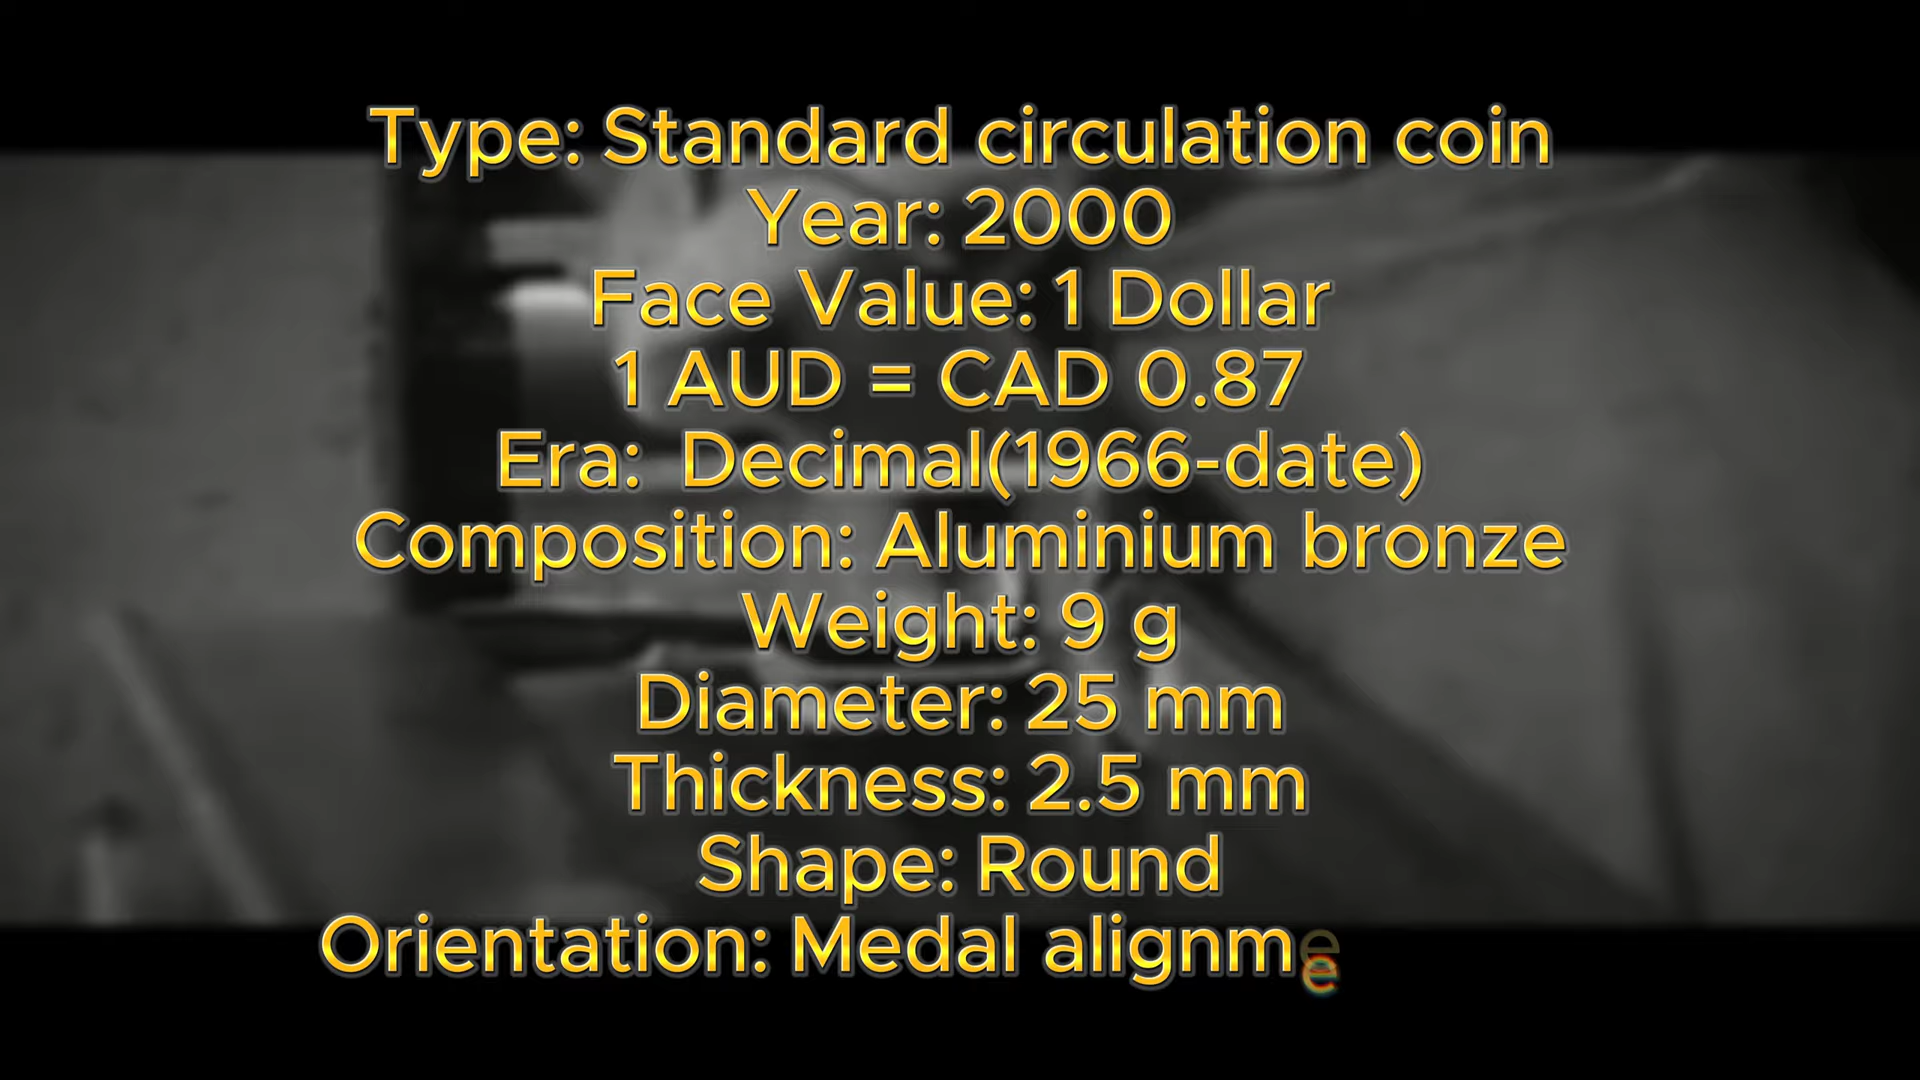 Type: Standard circulation coin
Year: 2000
Face Value: 1 Dollar
1 AUD = CAD 0.87
Era: Decimal(1966-date)
Composition: Aluminium bronze
Weight: 9 g
Diameter: 25 mm
Thickness: 2.5 mm
Shape: Round
Orientation: Medal alignme